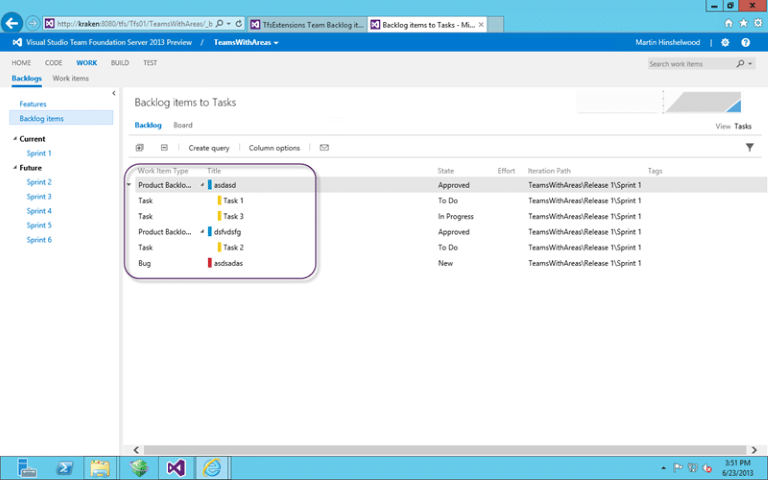 http://kraken:8080/tfs/Tfs01/TeamsWithAreas/_b
TfsExtensions Team Backlog it...
Backlog items to Tasks - Mi...
Visual Studio Team Foundation Server 2013 Preview / TeamsWithAreas
Martin Hinshelwood
HOME CODE WORK BUILD TEST
Search work items
Backlogs Work items
Features
Backlog items
Current
Sprint 1
Future
Sprint 2
Sprint 3
Sprint 4
Sprint 5
Sprint 6
Backlog items to Tasks
Backlog Board
View Tasks
Create query Column options
Work Item Type Title State Effort Iteration Path Tags
Product Backlo... asdasd Approved TeamsWithAreas\Release 1\Sprint 1
Task Task 1 To Do TeamsWithAreas\Release 1\Sprint 1
Task Task 3 In Progress TeamsWithAreas\Release 1\Sprint 1
Product Backlo... dsfvdsfg Approved TeamsWithAreas\Release 1\Sprint 1
Task Task 2 To Do TeamsWithAreas\Release 1\Sprint 1
Bug asdsadas New TeamsWithAreas\Release 1\Sprint 1
3:51 PM
6/23/2013